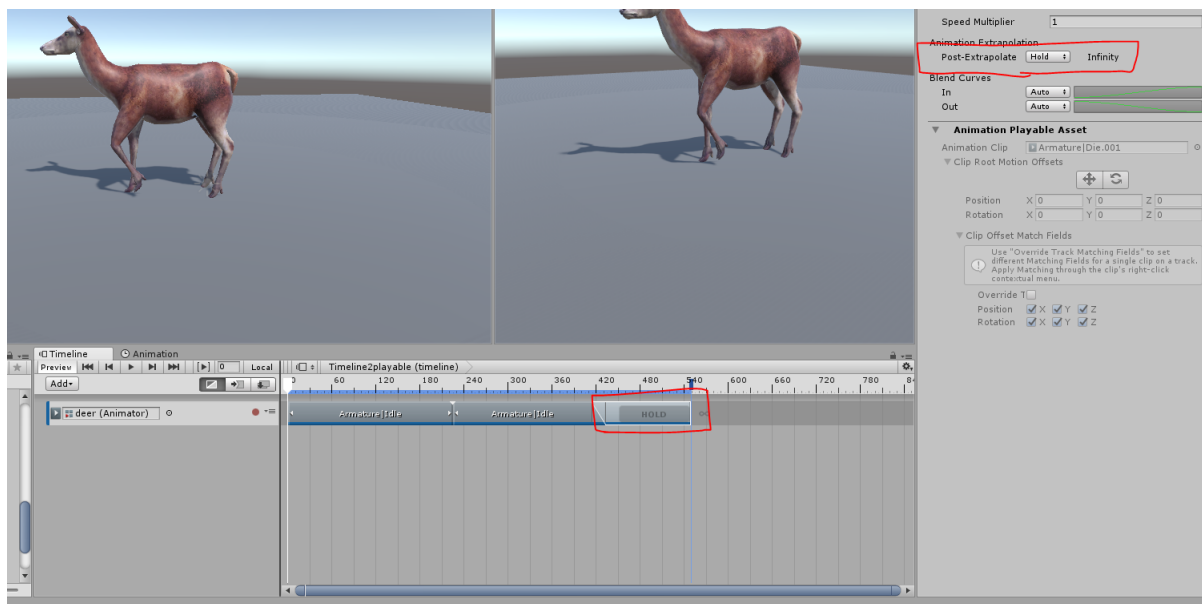 Speed Multiplier 1
Animation Extrapolation
Post-Extrapolate Hold Infinity
Blend Curves
In Auto
Out Auto
Animation Playable Asset
Animation Clip Armature|Die.001
Clip Root Motion Offsets
Position X 0 Y 0 Z 0
Rotation X 0 Y 0 Z 0
Clip Offset Match Fields
Use "Override Track Matching Fields" to set
different Matching Fields for a single clip on a track.
Apply Matching through the clip's right-click
contextual menu.
Override T
Position X Y Z
Rotation X Y Z
Timeline Animation
Preview 0 Local Timeline2playable (timeline)
Add 0 60 120 180 240 300 360 420 480 540 600 660 720 780 84
deer (Animator) Armature|Idle Armature|Idle HOLD ∞